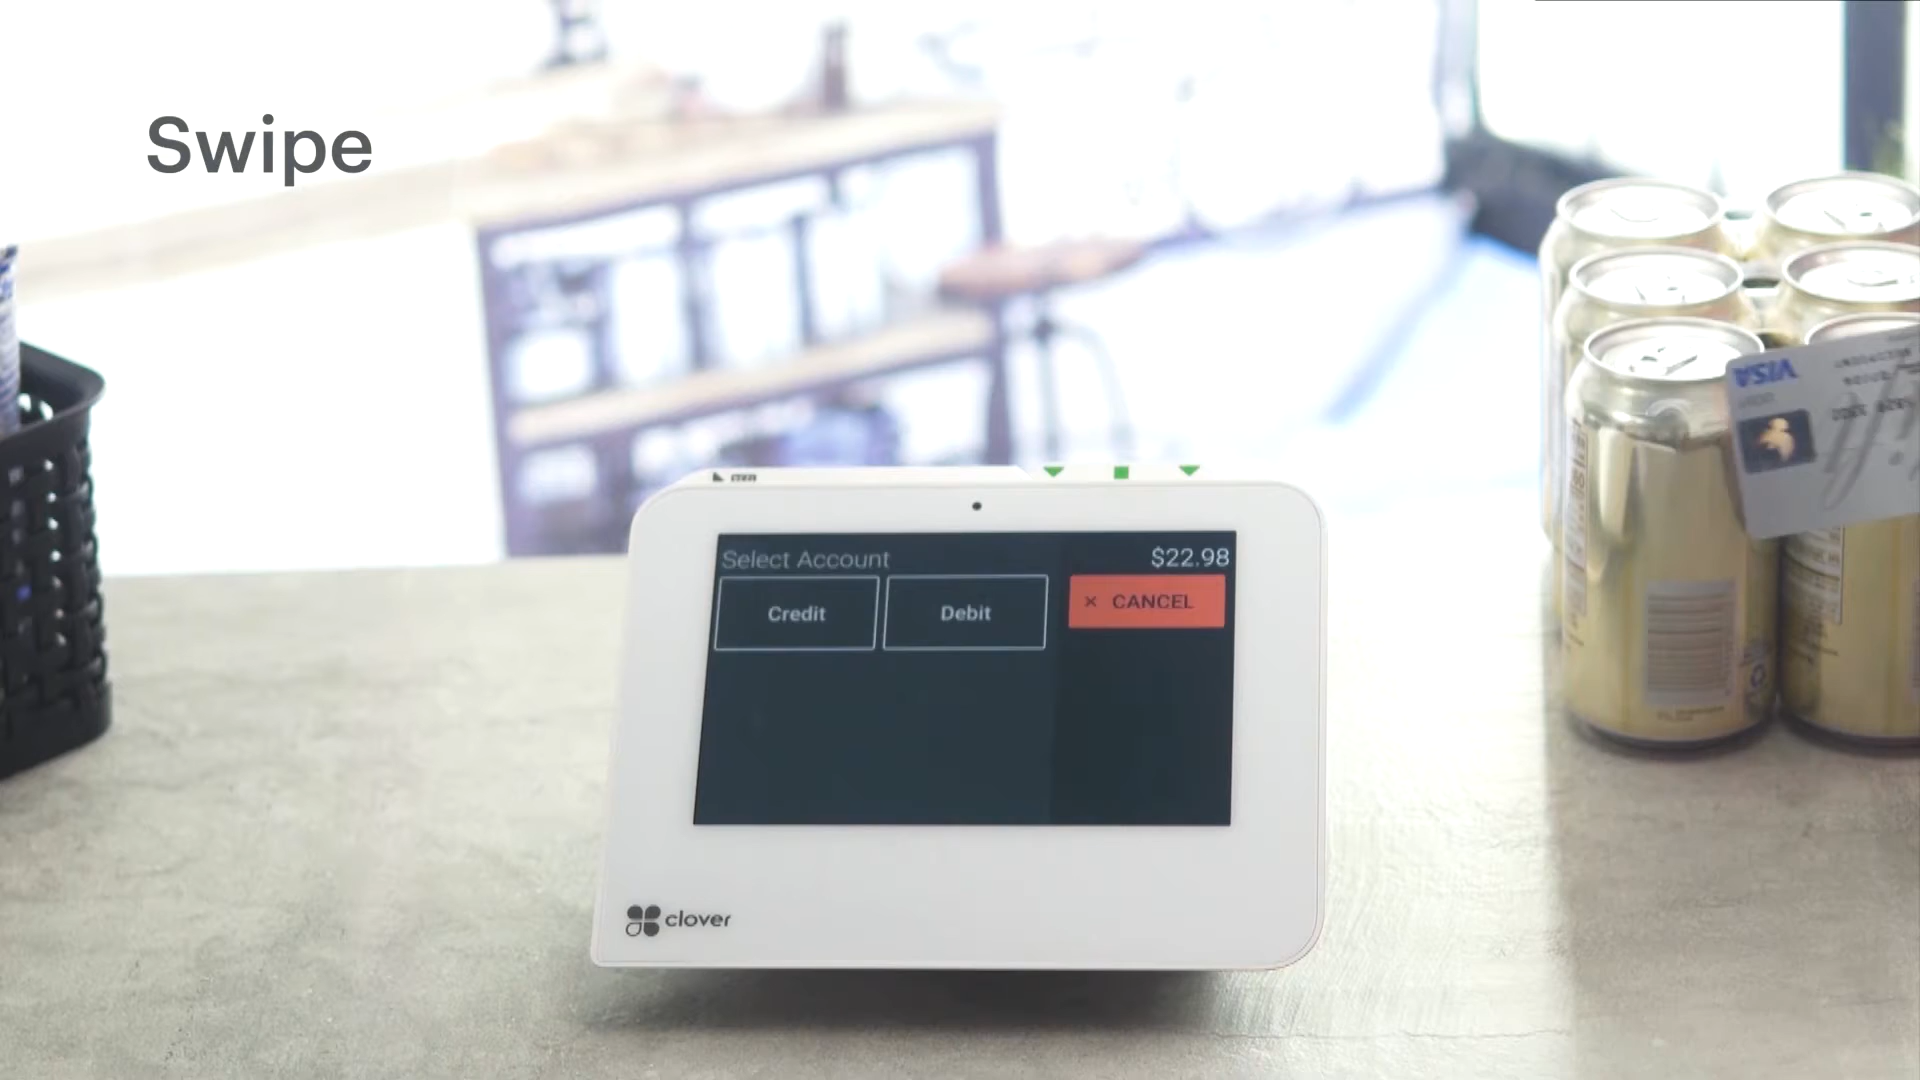 Swipe
VISA
Select Account
$22.98
Credit
Debit
× CANCEL
clover